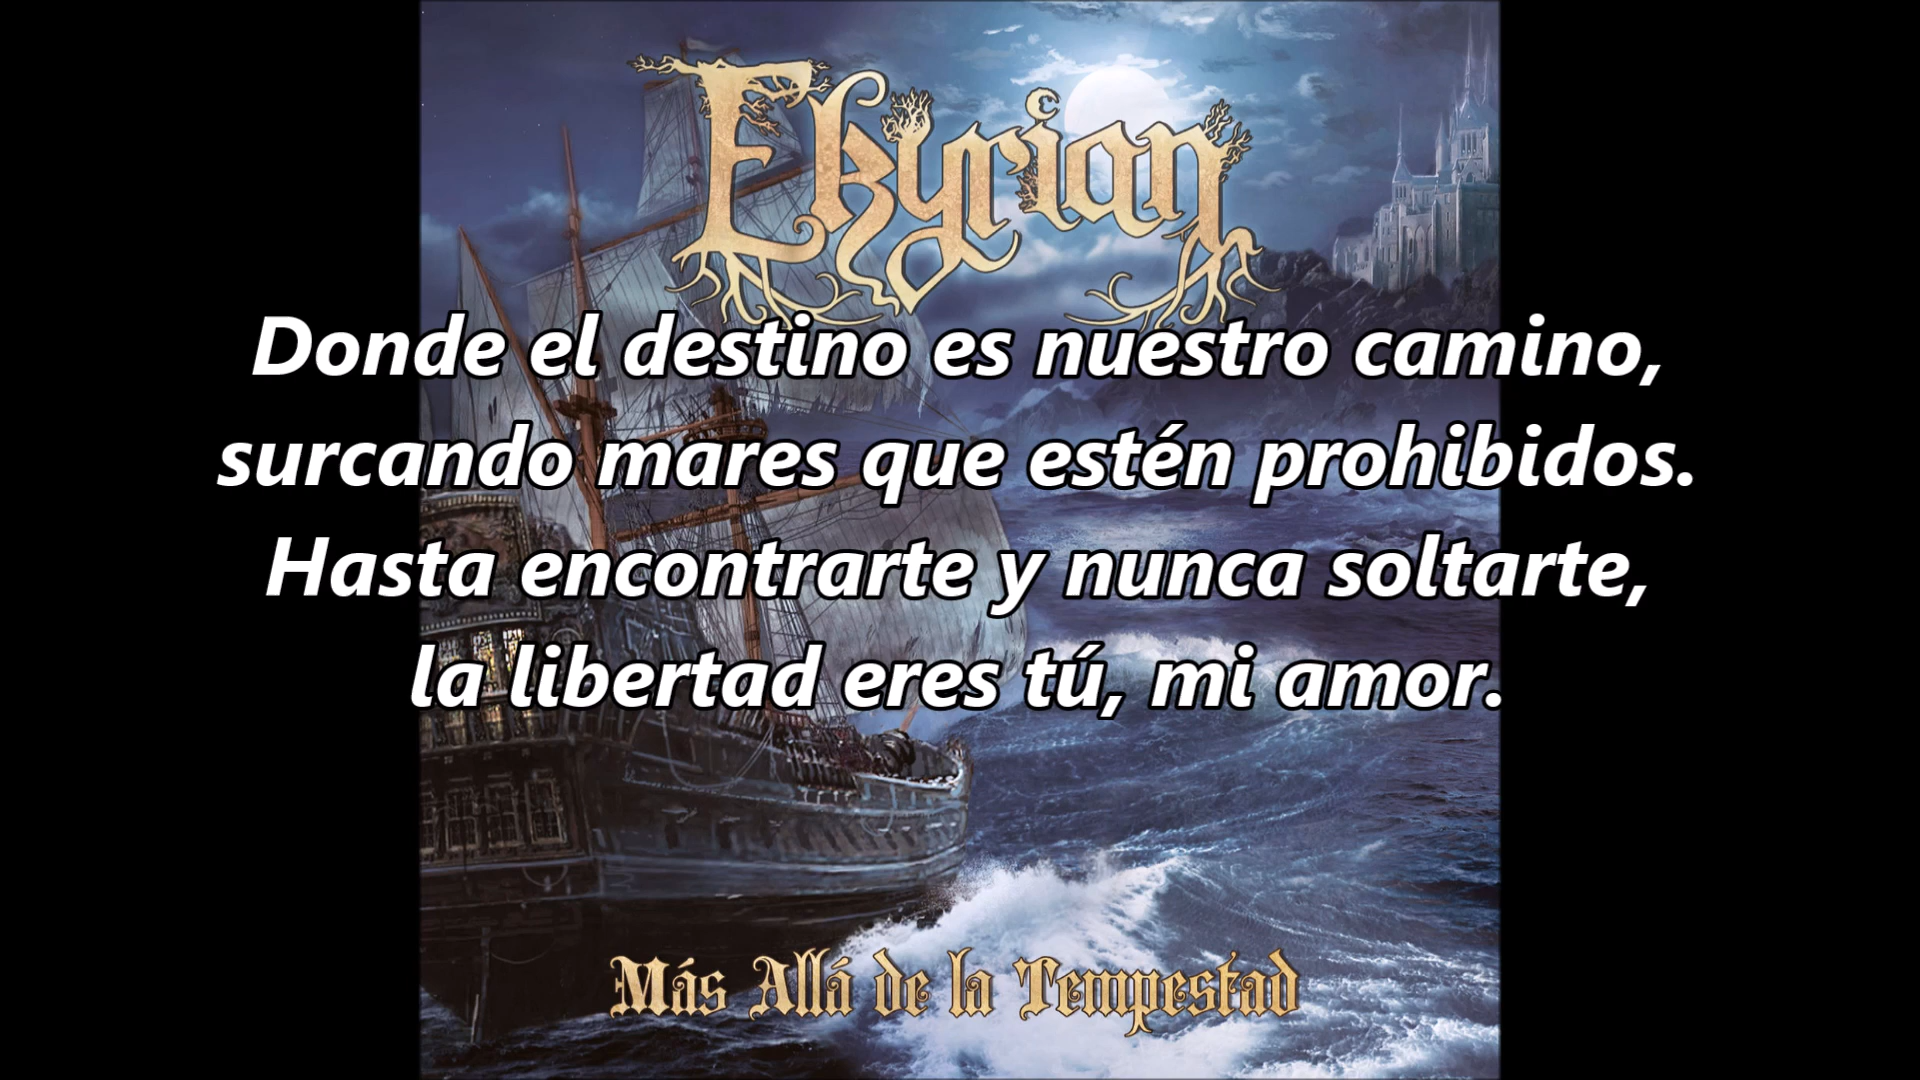 Ekyrian
Donde el destino es nuestro camino,
surcando mares que estén prohibidos.
Hasta encontrarte y nunca soltarte,
la libertad eres tú, mi amor.
Más Allá de la Tempestad